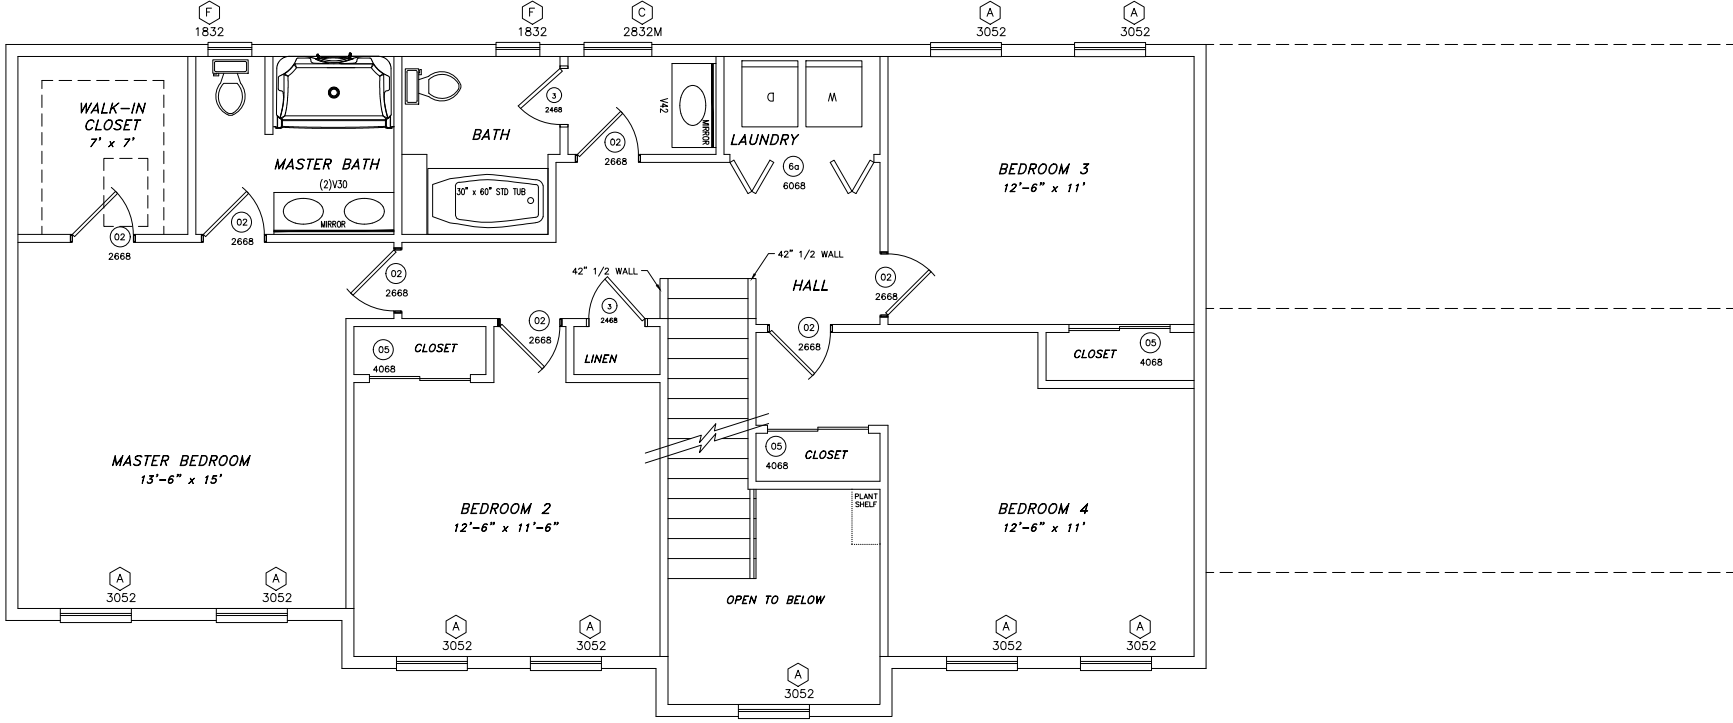 F
1832
F
1832
C
2832M
A
3052
A
3052
WALK-IN
CLOSET
7' x 7'
MASTER BATH
(2)V30
MIRROR
BATH
30" x 60" STD TUB
3
2468
02
2668
V42
MIRROR
D
W
LAUNDRY
6a
6068
BEDROOM 3
12'-6" x 11'
02
2668
02
2668
02
2668
42" 1/2 WALL
42" 1/2 WALL
HALL
02
2668
02
2668
3
2468
LINEN
02
2668
05
4068
CLOSET
CLOSET
05
4068
05
4068
CLOSET
MASTER BEDROOM
13'-6" x 15'
BEDROOM 2
12'-6" x 11'-6"
PLANT
SHELF
BEDROOM 4
12'-6" x 11'
OPEN TO BELOW
A
3052
A
3052
A
3052
A
3052
A
3052
A
3052
A
3052